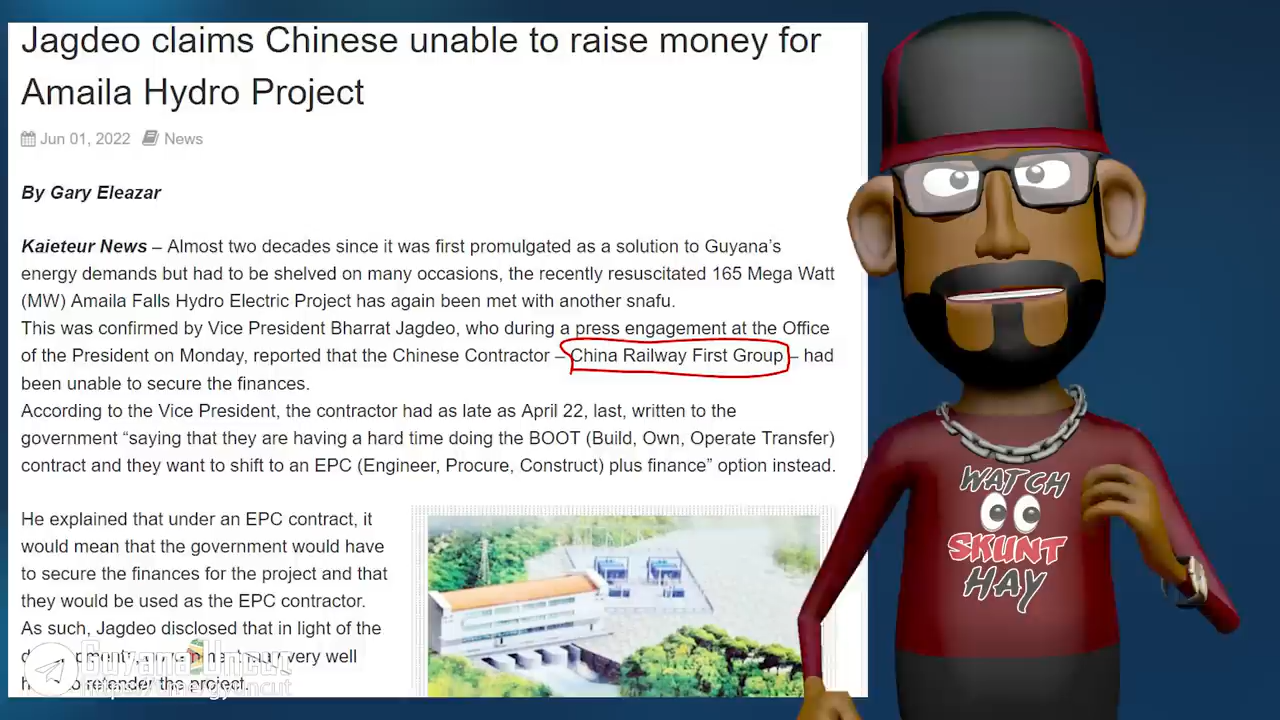 Jagdeo claims Chinese unable to raise money for
Amaila Hydro Project
Jun 01, 2022 News
By Gary Eleazar
Kaieteur News – Almost two decades since it was first promulgated as a solution to Guyana's
energy demands but had to be shelved on many occasions, the recently resuscitated 165 Mega Watt
(MW) Amaila Falls Hydro Electric Project has again been met with another snafu.
This was confirmed by Vice President Bharrat Jagdeo, who during a press engagement at the Office
of the President on Monday, reported that the Chinese Contractor – China Railway First Group – had
been unable to secure the finances.
According to the Vice President, the contractor had as late as April 22, last, written to the
government “saying that they are having a hard time doing the BOOT (Build, Own, Operate Transfer)
contract and they want to shift to an EPC (Engineer, Procure, Construct) plus finance” option instead.
He explained that under an EPC contract, it
would mean that the government would have
to secure the finances for the project and that
they would be used as the EPC contractor.
As such, Jagdeo disclosed that in light of the
very well
to retender the project.
Guyana Uncut
WATCH
SKUNT
HAY